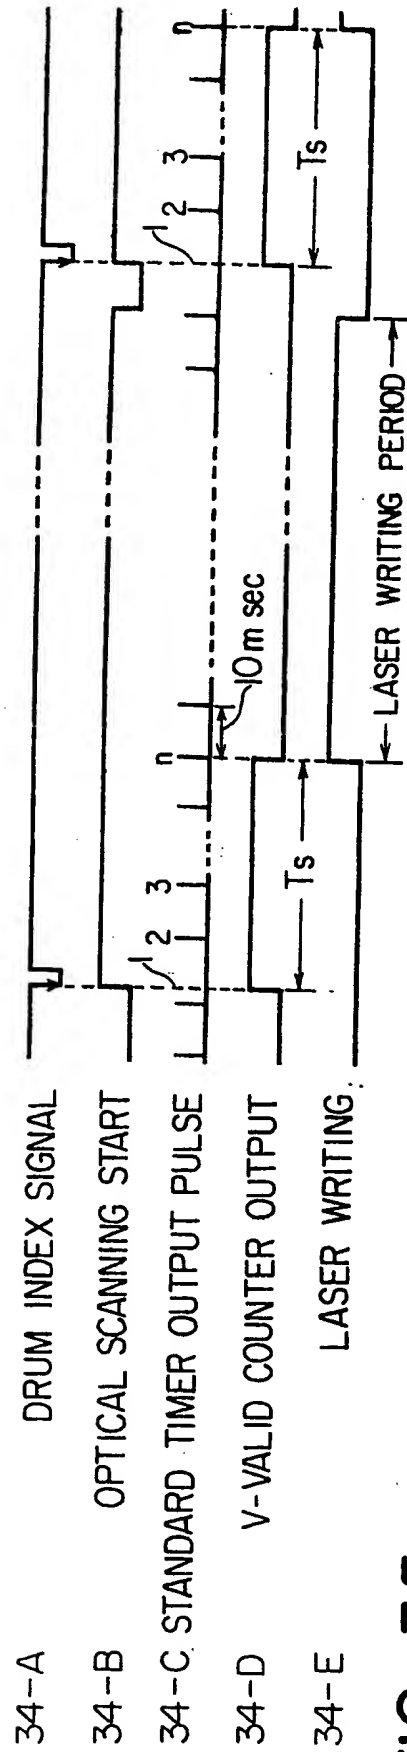 34-A DRUM INDEX SIGNAL
34-B OPTICAL SCANNING START
1 2 3 n 1 2 3 n
34-C STANDARD TIMER OUTPUT PULSE
10m sec
34-D V-VALID COUNTER OUTPUT
Ts Ts
34-E LASER WRITING
LASER WRITING PERIOD